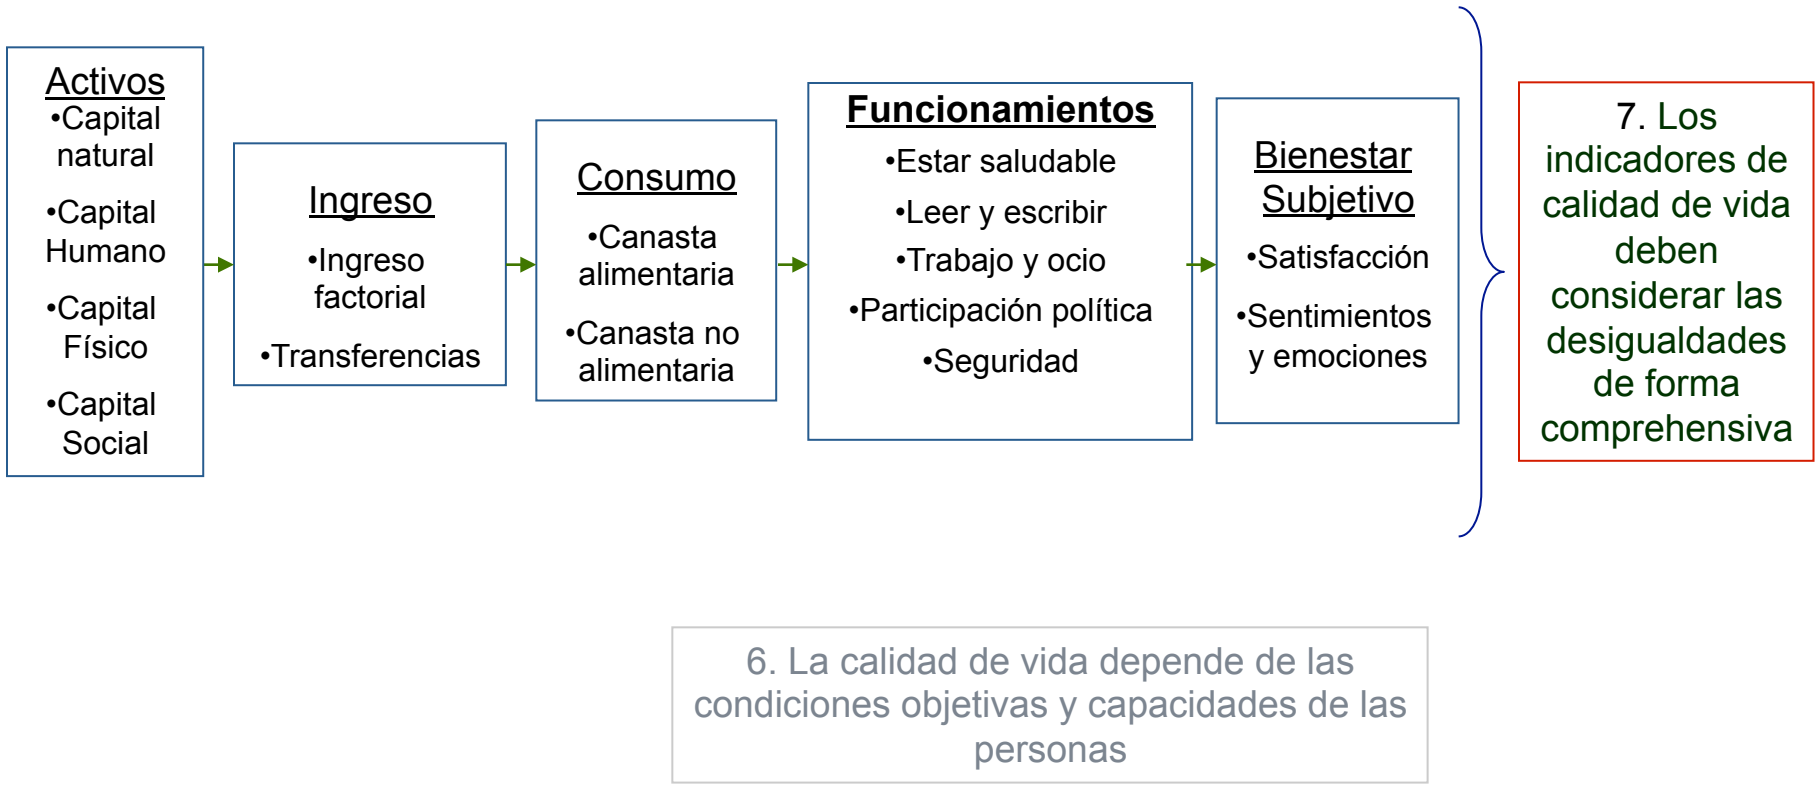 Activos
•Capital
natural
•Capital
Humano
•Capital
Físico
•Capital
Social
Ingreso
•Ingreso
factorial
•Transferencias
Consumo
•Canasta
alimentaria
•Canasta no
alimentaria
Funcionamientos
•Estar saludable
•Leer y escribir
•Trabajo y ocio
•Participación política
•Seguridad
Bienestar
Subjetivo
•Satisfacción
•Sentimientos
y emociones
7. Los
indicadores de
calidad de vida
deben
considerar las
desigualdades
de forma
comprehensiva
6. La calidad de vida depende de las
condiciones objetivas y capacidades de las
personas